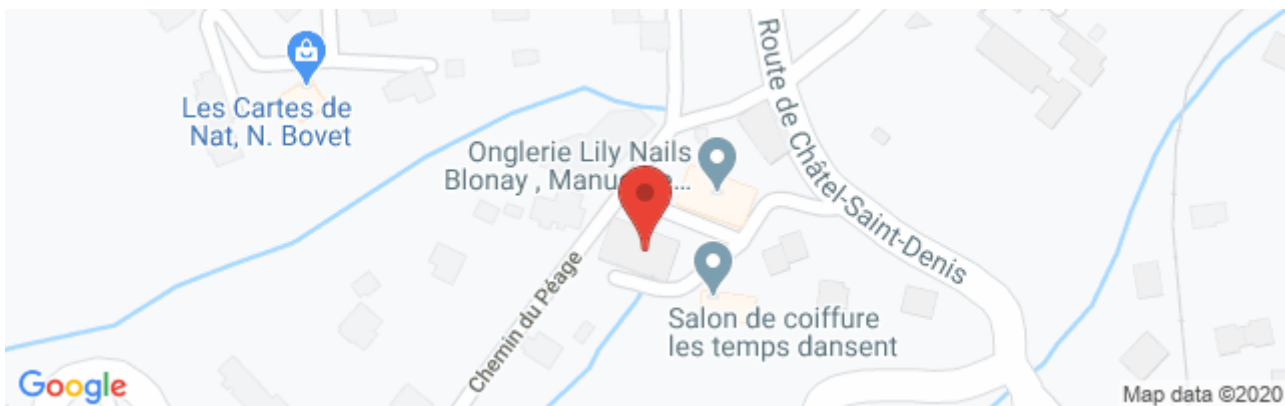 Les Cartes de
Nat, N. Bovet
Onglerie Lily Nails
Blonay , 
Route de Châtel-Saint-Denis
Chemin du Péage
Salon de coiffure
les temps dansent
Google
Map data ©2020